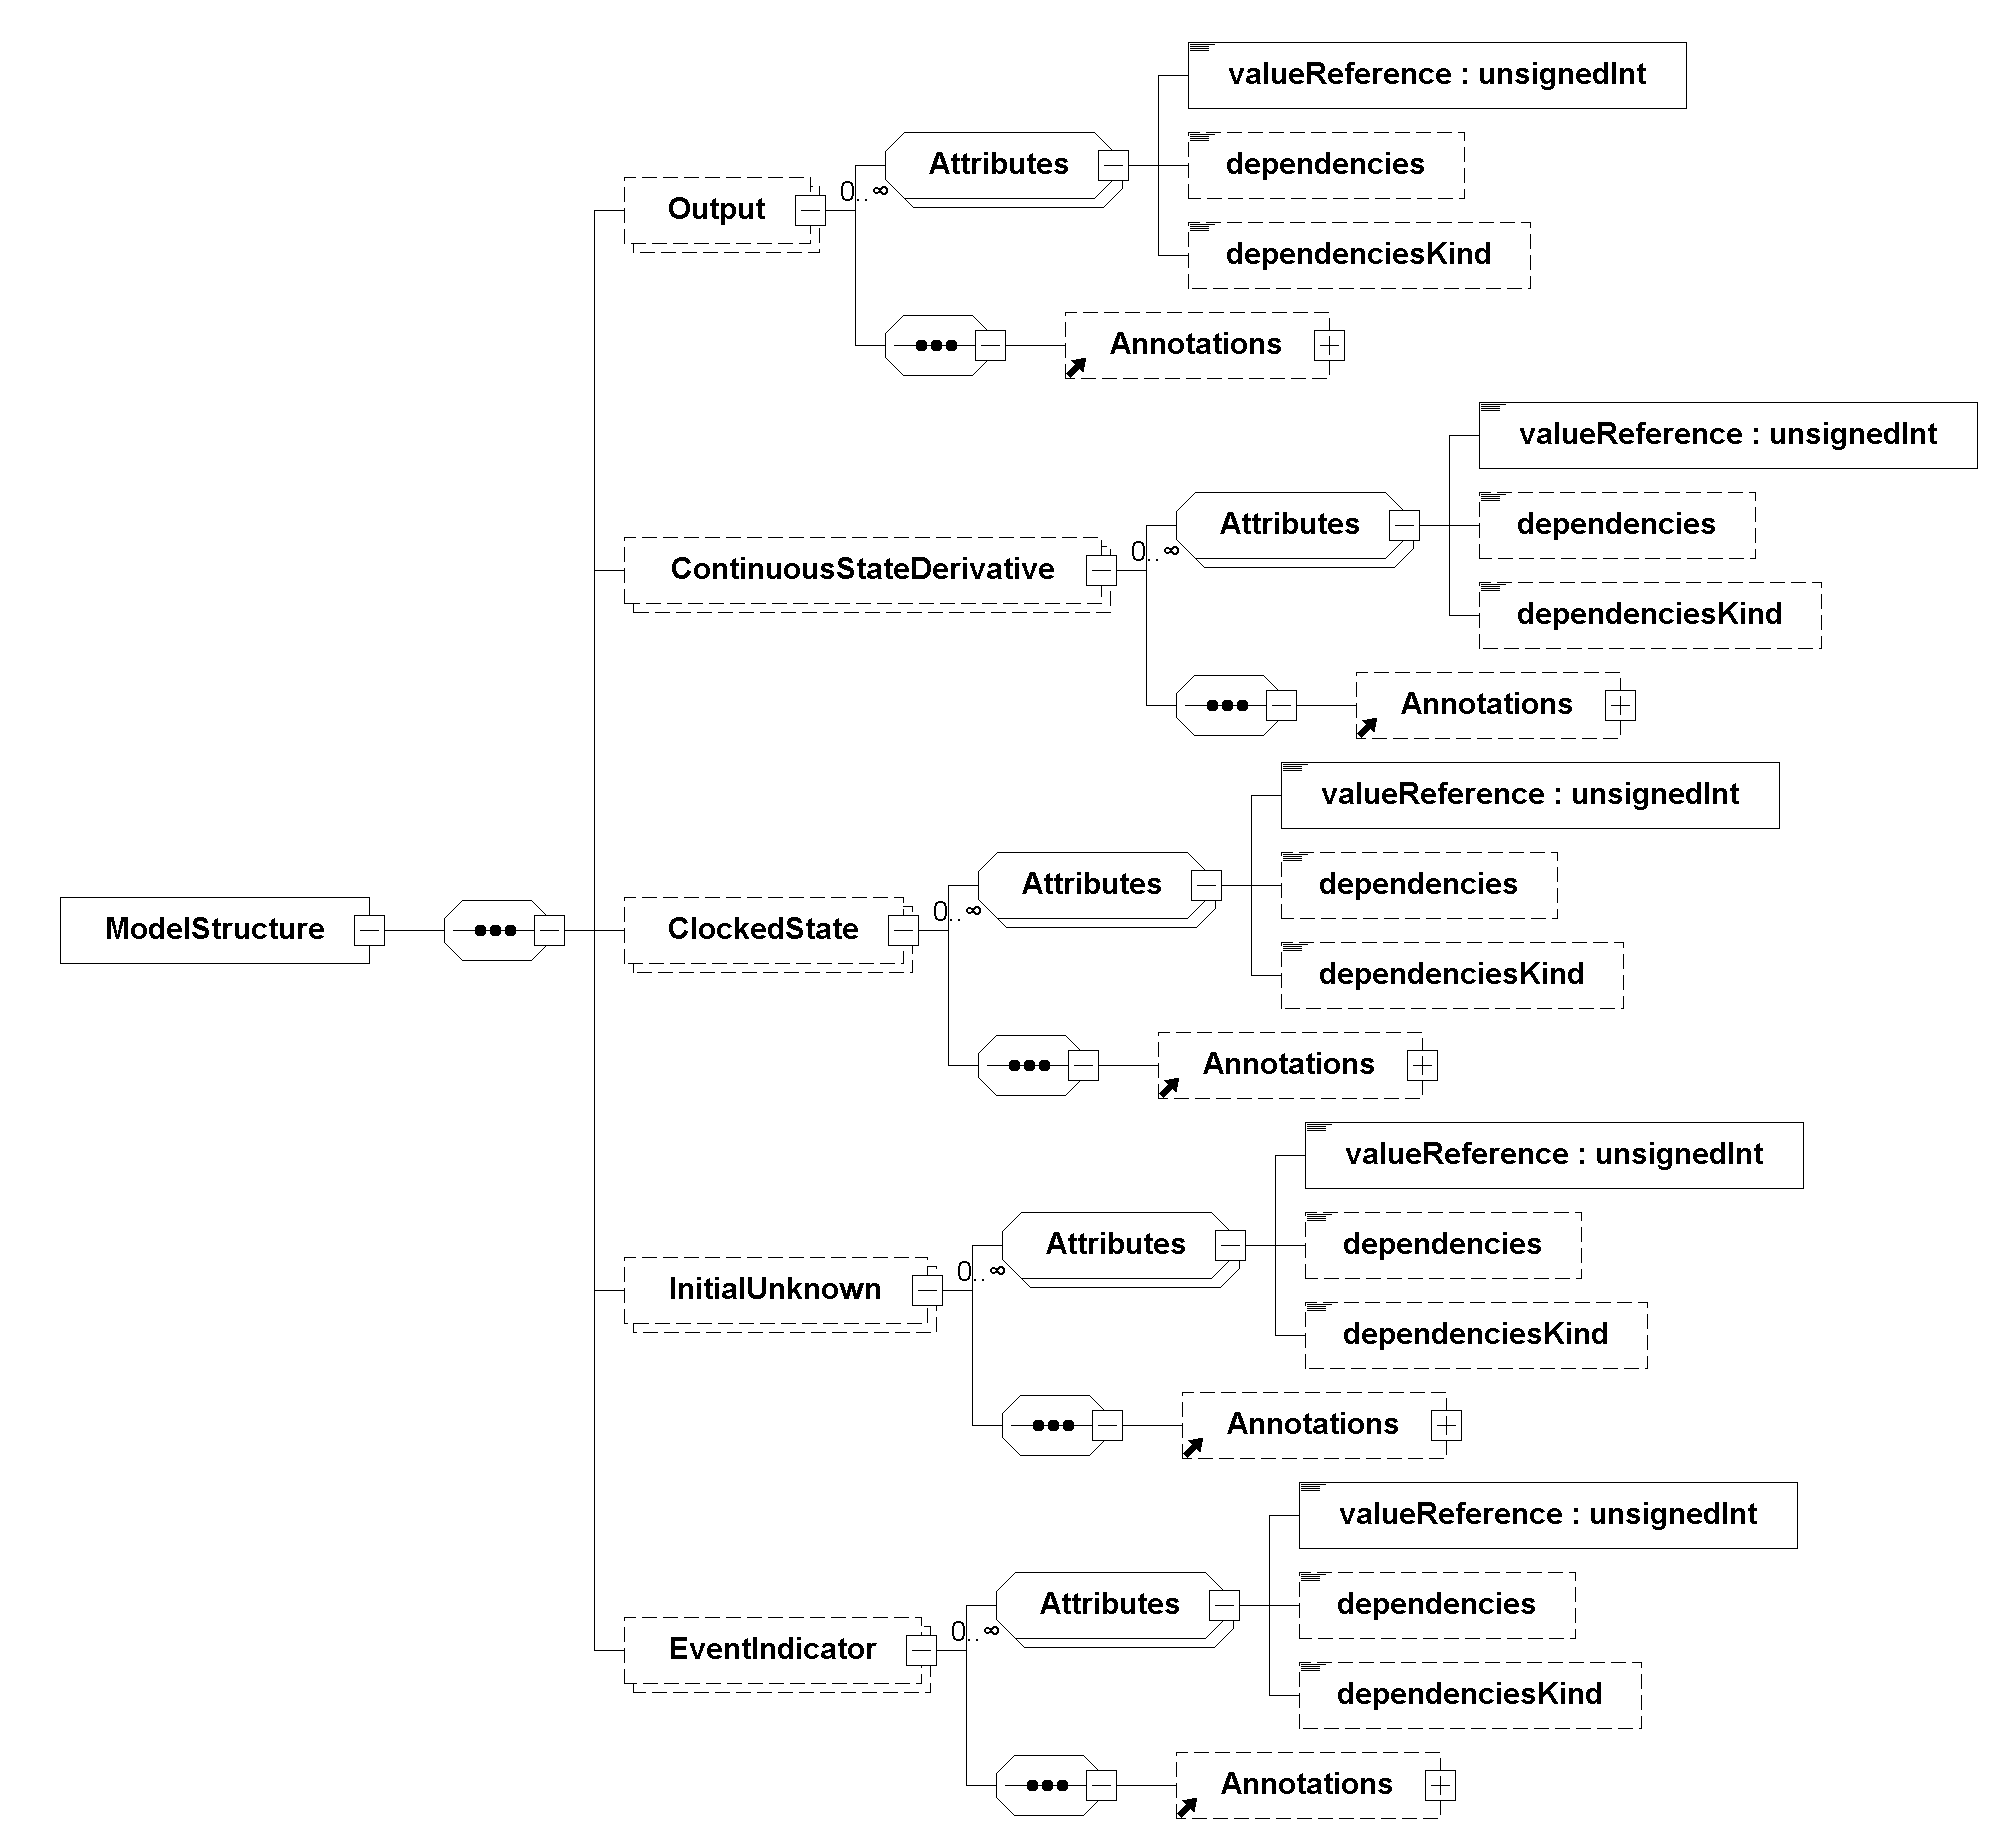 valueReference : unsignedInt
Attributes
dependencies
Output
0.. ∞
dependenciesKind
Annotations
valueReference : unsignedInt
Attributes
dependencies
ContinuousStateDerivative
0.. ∞
dependenciesKind
Annotations
valueReference : unsignedInt
Attributes
dependencies
ModelStructure
ClockedState
0.. ∞
dependenciesKind
Annotations
valueReference : unsignedInt
Attributes
dependencies
InitialUnknown
0.. ∞
dependenciesKind
Annotations
valueReference : unsignedInt
Attributes
dependencies
EventIndicator
0.. ∞
dependenciesKind
Annotations